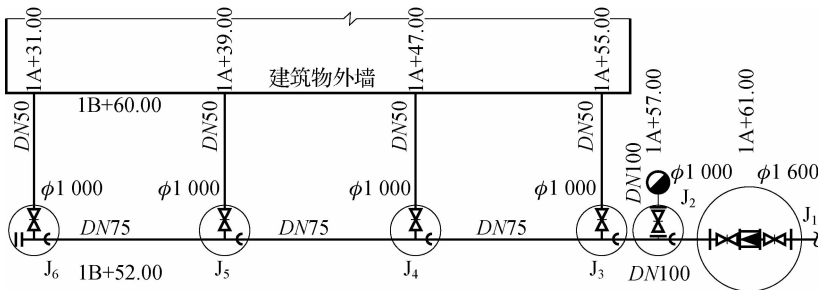 1A+31.00
1A+39.00
1A+47.00
1A+55.00
1A+57.00
1A+61.00
建筑物外墙
1B+60.00
DN50
DN50
DN50
DN50
DN100
φ1 000
φ1 000
φ1 000
φ1 000
φ1 000
φ1 600
DN75
DN75
DN75
J₆
J₅
J₄
J₃
J₂
J₁
1B+52.00
DN100